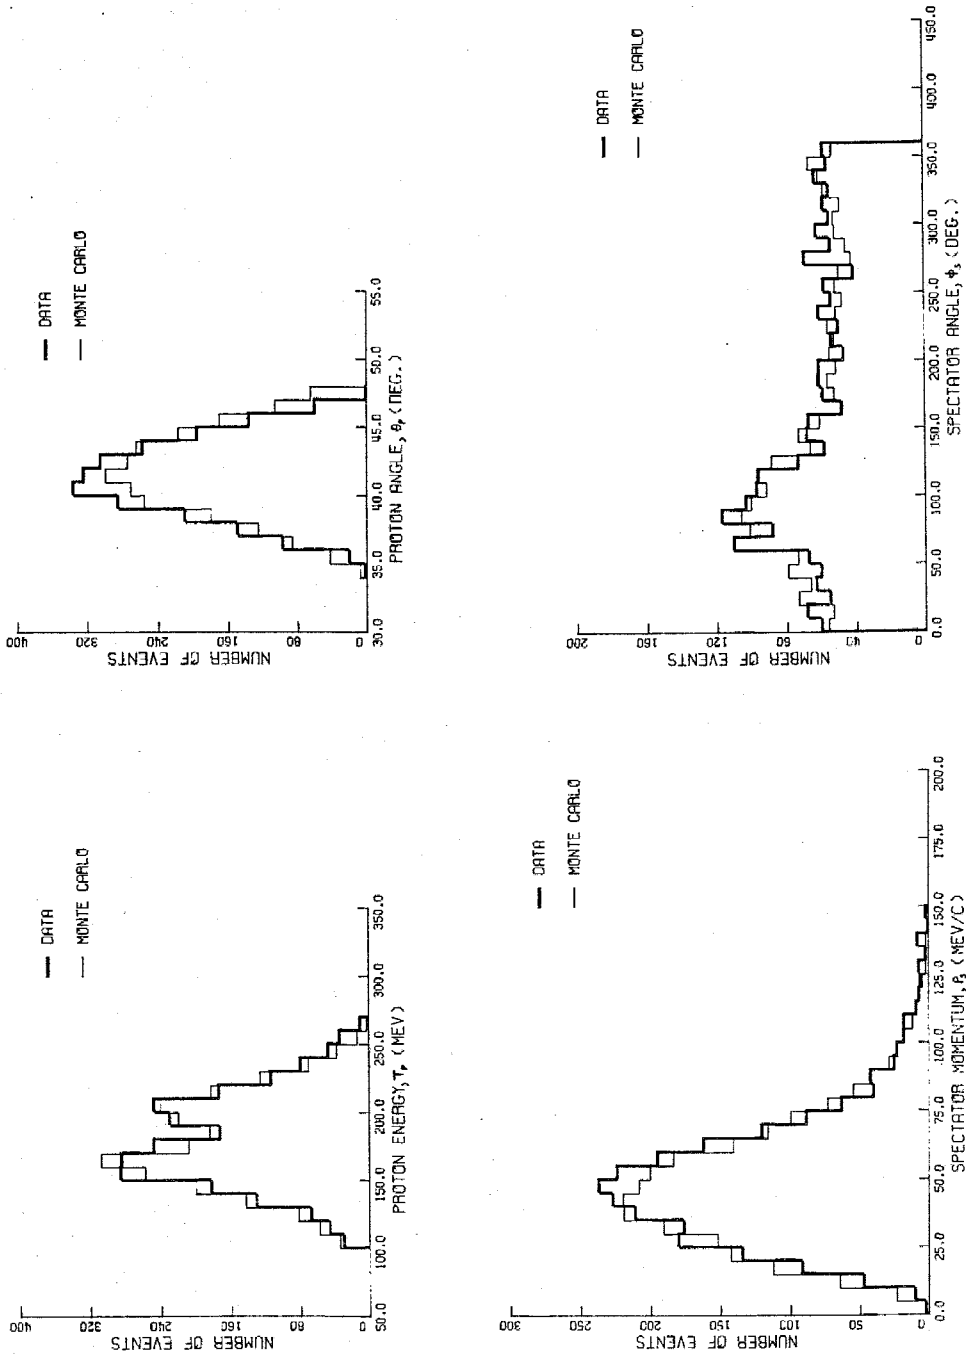 400
320
240
160
80
0
NUMBER OF EVENTS
— DATA
— MONTE CARLO
50.0 100.0 150.0 200.0 250.0 300.0 350.0
PROTON ENERGY, Tₚ (MEV)
400
320
240
160
80
0
NUMBER OF EVENTS
— DATA
— MONTE CARLO
30.0 35.0 40.0 45.0 50.0 55.0
PROTON ANGLE, θₚ (DEG.)
300
250
200
150
100
50
0
NUMBER OF EVENTS
— DATA
— MONTE CARLO
0.0 25.0 50.0 75.0 100.0 125.0 150.0 175.0 200.0
SPECTATOR MOMENTUM, Pₛ (MEV/C)
200
160
120
80
40
0
NUMBER OF EVENTS
— DATA
— MONTE CARLO
0.0 50.0 100.0 150.0 200.0 250.0 300.0 350.0 400.0 450.0
SPECTATOR ANGLE, Φₛ (DEG.)